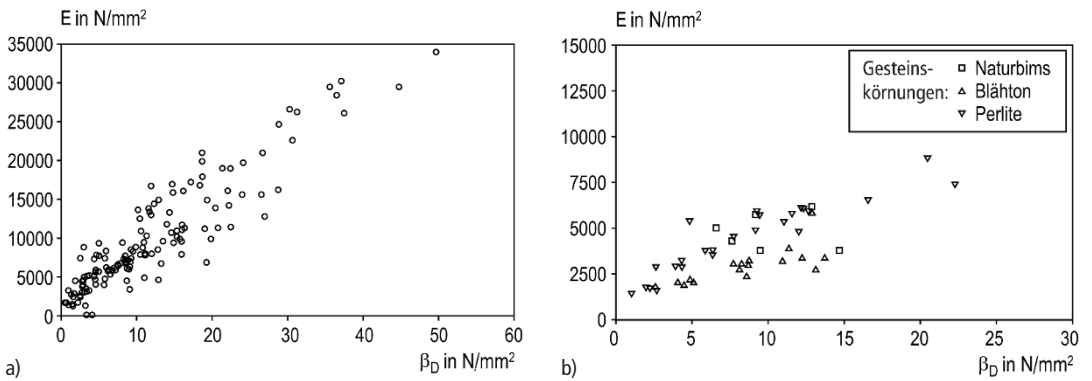 E in N/mm²
35000
30000
25000
20000
15000
10000
5000
0
0 10 20 30 40 50 60
β_D in N/mm²
a)
E in N/mm²
15000
12500
10000
7500
5000
2500
0
0 5 10 15 20 25 30
β_D in N/mm²
b)
Gesteins- Naturbims
körnungen: Blähton
Perlite